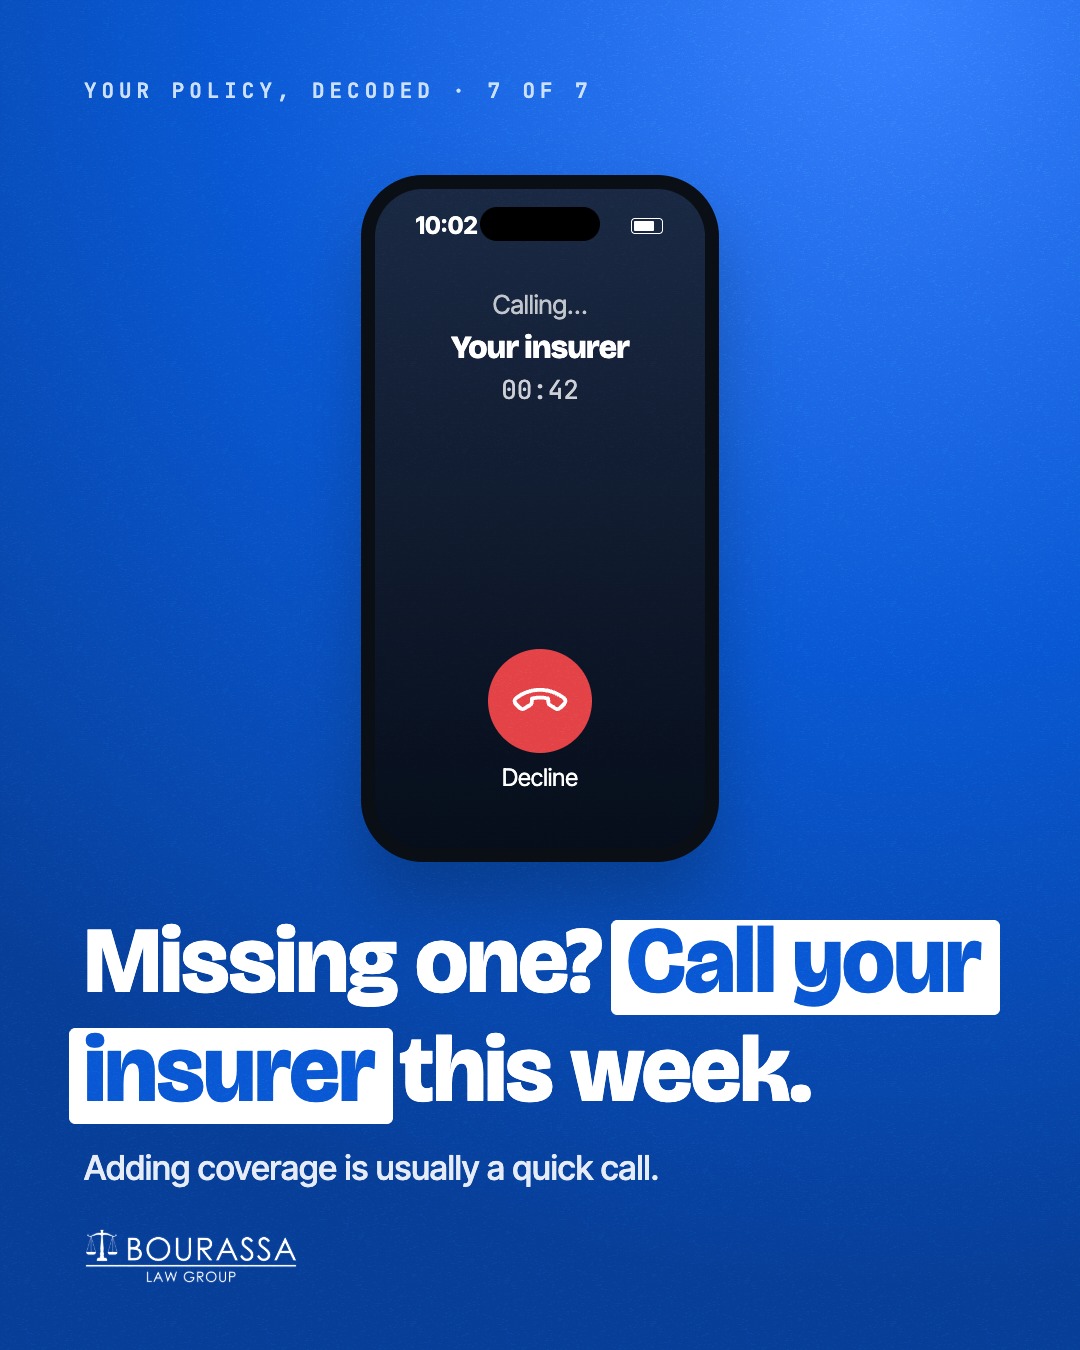 YOUR POLICY, DECODED · 7 OF 7
10:02
Calling...
Your insurer
00:42
Decline
Missing one? Call your
insurer this week.
Adding coverage is usually a quick call.
BOURASSA
LAW GROUP